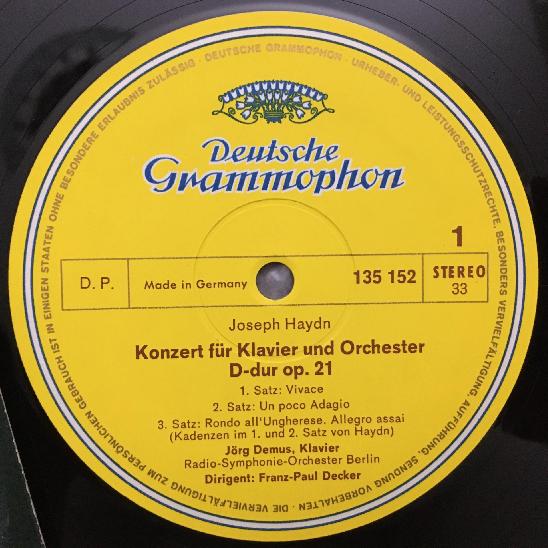 Deutsche
Grammophon
1
D. P.
Made in Germany
135 152
STEREO
33
Joseph Haydn
Konzert für Klavier und Orchester
D-dur op. 21
1. Satz: Vivace
2. Satz: Un poco Adagio
3. Satz: Rondo all'Ungherese. Allegro assai
(Kadenzen im 1. und 2. Satz von Haydn)
Jörg Demus, Klavier
Radio-Symphonie-Orchester Berlin
Dirigent: Franz-Paul Decker
DEUTSCHE GRAMMOPHON · URHEBER- UND LEISTUNGSSCHUTZRECHTE, BESONDERS VERVIELFÄLTIGUNG, AUFFÜHRUNG, SENDUNG VORBEHALTEN · DIE VERVIELFÄLTIGUNG ZUM PERSÖNLICHEN GEBRAUCH IST IN EINIGEN STAATEN OHNE BESONDERE ERLAUBNIS ZULÄSSIG ·